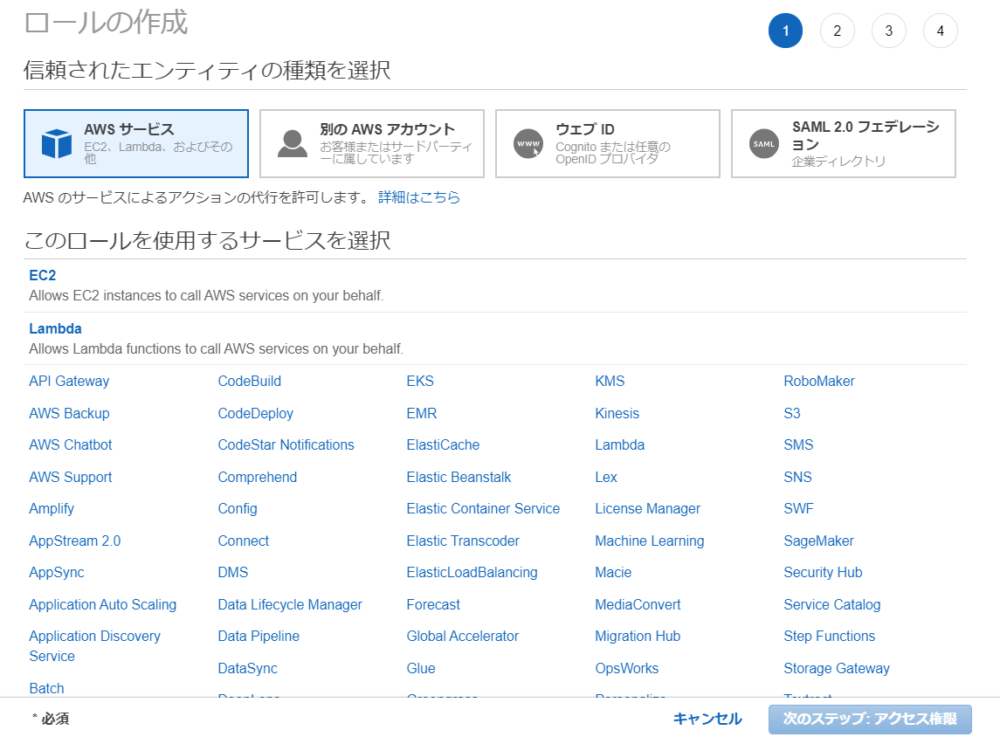 ロールの作成
1 2 3 4
信頼されたエンティティの種類を選択
AWS サービス
EC2、Lambda、およびその
他
別の AWS アカウント
お客様またはサードパーティ
ーに属しています
WWW
ウェブ ID
Cognito または任意の
OpenID プロバイダ
SAML
SAML 2.0 フェデレーシ
ョン
企業ディレクトリ
AWS のサービスによるアクションの代行を許可します。 詳細はこちら
このロールを使用するサービスを選択
EC2
Allows EC2 instances to call AWS services on your behalf.
Lambda
Allows Lambda functions to call AWS services on your behalf.
API Gateway CodeBuild EKS KMS RoboMaker
AWS Backup CodeDeploy EMR Kinesis S3
AWS Chatbot CodeStar Notifications ElastiCache Lambda SMS
AWS Support Comprehend Elastic Beanstalk Lex SNS
Amplify Config Elastic Container Service License Manager SWF
AppStream 2.0 Connect Elastic Transcoder Machine Learning SageMaker
AppSync DMS ElasticLoadBalancing Macie Security Hub
Application Auto Scaling Data Lifecycle Manager Forecast MediaConvert Service Catalog
Application Discovery Data Pipeline Global Accelerator Migration Hub Step Functions
Service
DataSync Glue OpsWorks Storage Gateway
Batch
* 必須 キャンセル 次のステップ: アクセス権限